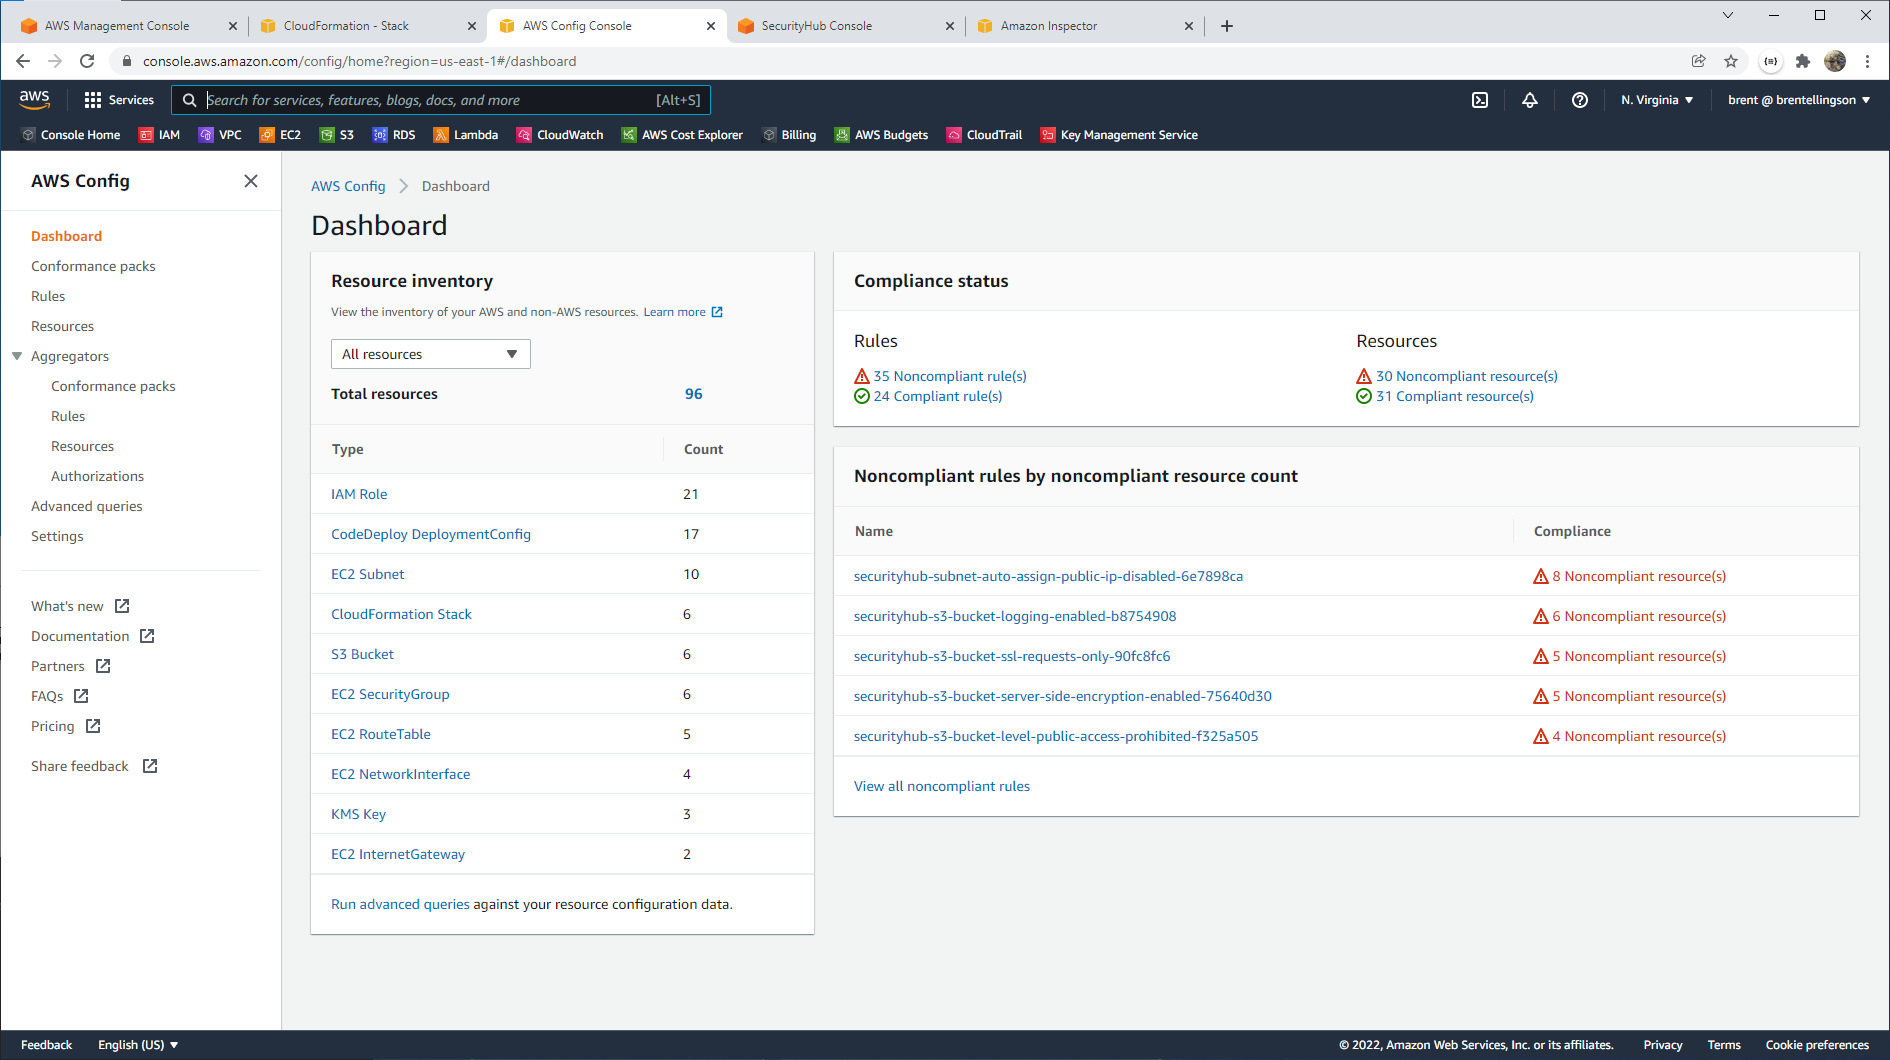 AWS Management Console
CloudFormation - Stack
AWS Config Console
SecurityHub Console
Amazon Inspector
console.aws.amazon.com/config/home?region=us-east-1#/dashboard
aws
Services
Search for services, features, blogs, docs, and more
[Alt+S]
N. Virginia
brent @ brentellingson
Console Home
IAM
VPC
EC2
S3
RDS
Lambda
CloudWatch
AWS Cost Explorer
Billing
AWS Budgets
CloudTrail
Key Management Service
AWS Config
Dashboard
Conformance packs
Rules
Resources
Aggregators
Conformance packs
Rules
Resources
Authorizations
Advanced queries
Settings
What's new
Documentation
Partners
FAQs
Pricing
Share feedback
AWS Config
Dashboard
Dashboard
Resource inventory
View the inventory of your AWS and non-AWS resources. Learn more
All resources
Total resources 96
Type Count
IAM Role 21
CodeDeploy DeploymentConfig 17
EC2 Subnet 10
CloudFormation Stack 6
S3 Bucket 6
EC2 SecurityGroup 6
EC2 RouteTable 5
EC2 NetworkInterface 4
KMS Key 3
EC2 InternetGateway 2
Run advanced queries against your resource configuration data.
Compliance status
Rules
35 Noncompliant rule(s)
24 Compliant rule(s)
Resources
30 Noncompliant resource(s)
31 Compliant resource(s)
Noncompliant rules by noncompliant resource count
Name Compliance
securityhub-subnet-auto-assign-public-ip-disabled-6e7898ca 8 Noncompliant resource(s)
securityhub-s3-bucket-logging-enabled-b8754908 6 Noncompliant resource(s)
securityhub-s3-bucket-ssl-requests-only-90fc8fc6 5 Noncompliant resource(s)
securityhub-s3-bucket-server-side-encryption-enabled-75640d30 5 Noncompliant resource(s)
securityhub-s3-bucket-level-public-access-prohibited-f325a505 4 Noncompliant resource(s)
View all noncompliant rules
Feedback
English (US)
© 2022, Amazon Web Services, Inc. or its affiliates.
Privacy
Terms
Cookie preferences